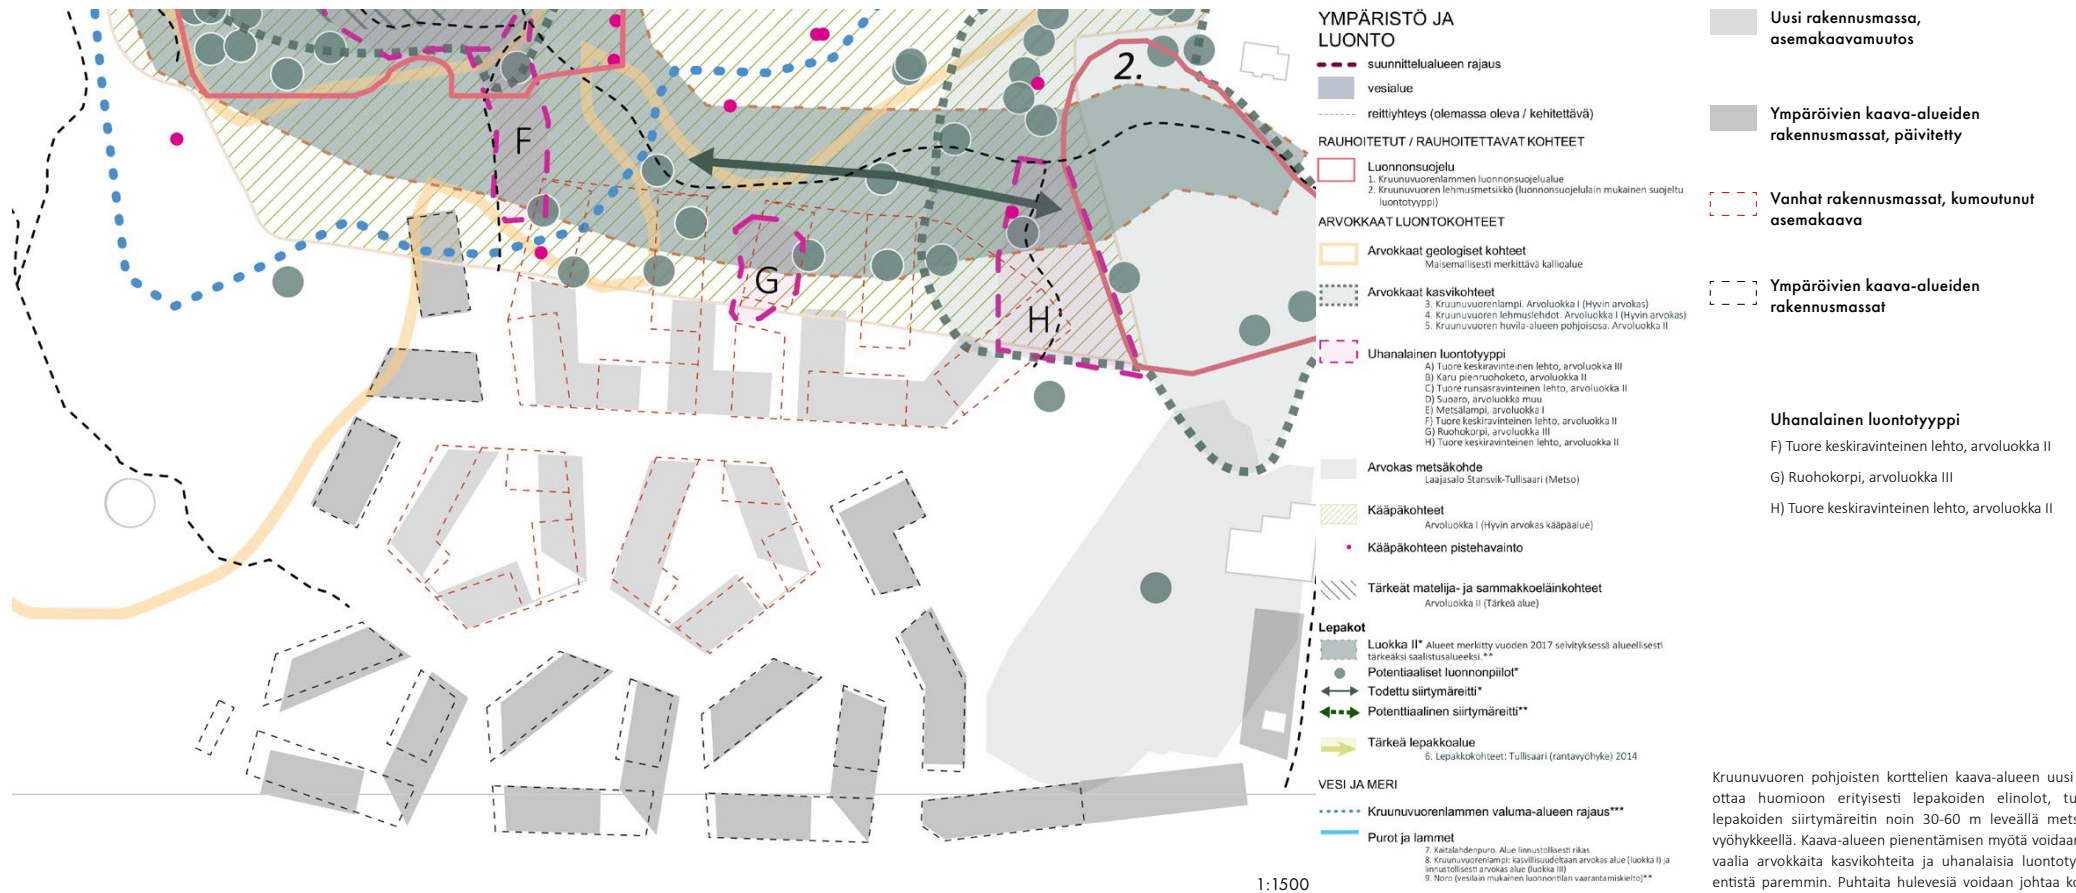 2.
F
G
H
1:1500
YMPÄRISTÖ JA
LUONTO
suunnittelualueen rajaus
vesialue
reittiyhteys (olemassa oleva / kehitettävä)
RAUHOITETUT / RAUHOITETTAVAT KOHTEET
Luonnonsuojelu
1. Kruunuvuorenlammen luonnonsuojelualue
2. Kruunuvuoren lehmusmetsikkö (luonnonsuojelulain mukainen suojeltu
luontotyyppi)
ARVOKKAAT LUONTOKOHTEET
Arvokkaat geologiset kohteet
Maisemallisesti merkittävä kallioalue
Arvokkaat kasvikohteet
3. Kruunuvuorenlampi. Arvoluokka I (Hyvin arvokas)
4. Kruunuvuoren lehmuslehdot. Arvoluokka I (Hyvin arvokas)
5. Kruunuvuoren huvila-alueen pohjoisosa. Arvoluokka II
Uhanalainen luontotyyppi
A) Tuore keskiravinteinen lehto, arvoluokka III
B) Karu pienruohoketo, arvoluokka II
C) Tuore runsasravinteinen lehto, arvoluokka II
D) Suoaro, arvoluokka muu
E) Metsälampi, arvoluokka I
F) Tuore keskiravinteinen lehto, arvoluokka II
G) Ruohokorpi, arvoluokka III
H) Tuore keskiravinteinen lehto, arvoluokka II
Arvokas metsäkohde
Laajasalo Stansvik-Tullisaari (Metso)
Kääpäkohteet
Arvoluokka I (Hyvin arvokas kääpäalue)
Kääpäkohteen pistehavainto
Tärkeät matelija- ja sammakkoeläinkohteet
Arvoluokka II (Tärkeä alue)
Lepakot
Luokka II* Alueet merkitty vuoden 2017 selvityksessä alueellisesti
tärkeäksi saalistusalueeksi.**
Potentiaaliset luonnonpiilot*
Todettu siirtymäreitti*
Potenttiaalinen siirtymäreitti**
Tärkeä lepakkoalue
6. Lepakkokohteet: Tullisaari (rantavyöhyke) 2014
VESI JA MERI
Kruunuvuorenlammen valuma-alueen rajaus***
Purot ja lammet
7. Kaitalahdenpuro. Alue linnustollisesti rikas
8. Kruunuvuorenlampi: kasvillisuudeltaan arvokas alue (luokka I) ja
linnustollisesti arvokas alue (luokka III)
9. Noro (vesilain mukainen luonnontilan vaarantamiskielto)**
Uusi rakennusmassa,
asemakaavamuutos
Ympäröivien kaava-alueiden
rakennusmassat, päivitetty
Vanhat rakennusmassat, kumoutunut
asemakaava
Ympäröivien kaava-alueiden
rakennusmassat
Uhanalainen luontotyyppi
F) Tuore keskiravinteinen lehto, arvoluokka II
G) Ruohokorpi, arvoluokka III
H) Tuore keskiravinteinen lehto, arvoluokka II
Kruunuvuoren pohjoisten korttelien kaava-alueen uusi
ottaa huomioon erityisesti lepakoiden elinolot, tu
lepakoiden siirtymäreitin noin 30-60 m leveällä mets
vyöhykkeellä. Kaava-alueen pienentämisen myötä voidaan
vaalia arvokkaita kasvikohteita ja uhanalaisia luontoty
entistä paremmin. Puhtaita hulevesiä voidaan johtaa ko